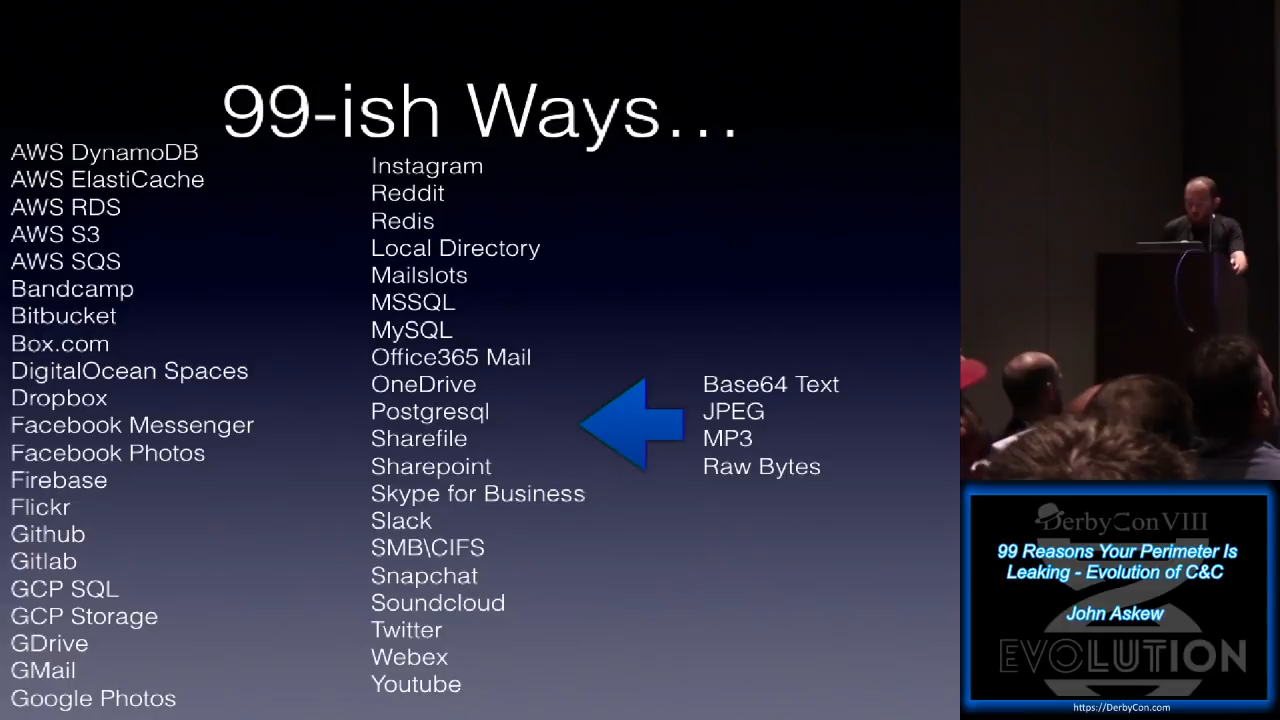 99-ish Ways...
AWS DynamoDB
AWS ElastiCache
AWS RDS
AWS S3
AWS SQS
Bandcamp
Bitbucket
Box.com
DigitalOcean Spaces
Dropbox
Facebook Messenger
Facebook Photos
Firebase
Flickr
Github
Gitlab
GCP SQL
GCP Storage
GDrive
GMail
Google Photos
Instagram
Reddit
Redis
Local Directory
Mailslots
MSSQL
MySQL
Office365 Mail
OneDrive
Postgresql
Sharefile
Sharepoint
Skype for Business
Slack
SMB\CIFS
Snapchat
Soundcloud
Twitter
Webex
Youtube
Base64 Text
JPEG
MP3
Raw Bytes
DerbyCon VIII
99 Reasons Your Perimeter Is
Leaking - Evolution of C&C
John Askew
EVOLUTION
https://DerbyCon.com